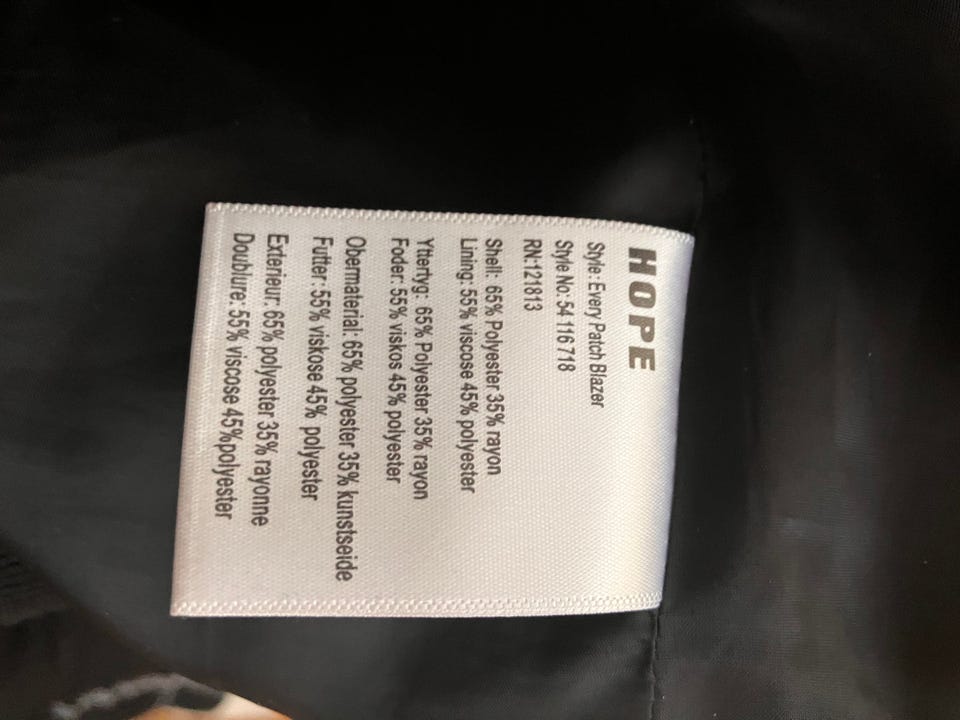 HOPE
Style: Every Patch Blazer
Style No: 54 116 718
RN:121813
Shell: 65% Polyester 35% rayon
Lining: 55% viscose 45% polyester
Yttertyg: 65% Polyester 35% rayon
Foder: 55% viskos 45% polyester
Obermaterial: 65% polyester 35% kunstseide
Futter: 55% viskose 45% polyester
Exterieur: 65% polyester 35% rayonne
Doublure: 55% viscose 45%polyester